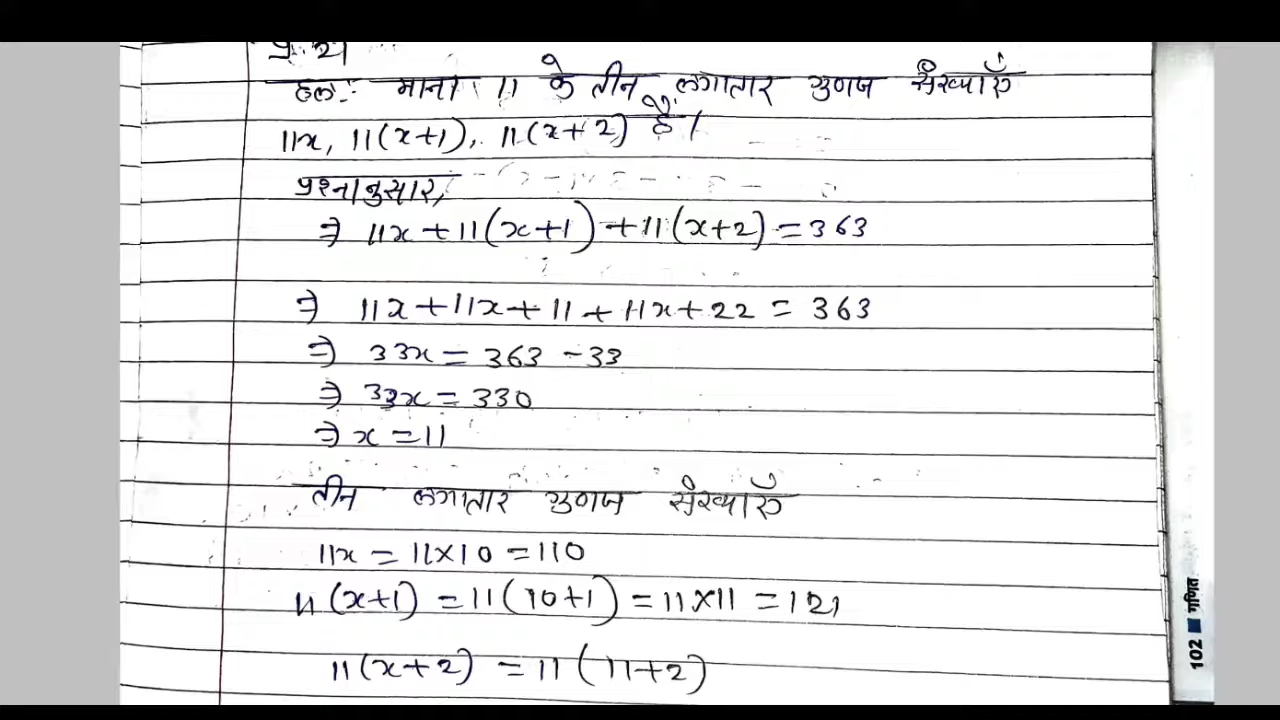 प्र. 21
हलः- माना 11 के तीन लगातार गुणज संख्याएँ
11x, 11(x+1), 11(x+2) हैं।
प्रश्नानुसार,
⇒ 11x+11(x+1)+11(x+2)=363
⇒ 11x+11x+11+11x+22 = 363
⇒ 33x = 363 -33
⇒ 33x = 330
⇒ x = 11
तीन लगातार गुणज संख्याएँ
11x = 11×10 = 110
11(x+1) = 11(10+1) = 11×11 = 121
11(x+2) = 11(11+2)
102 ■ गणित